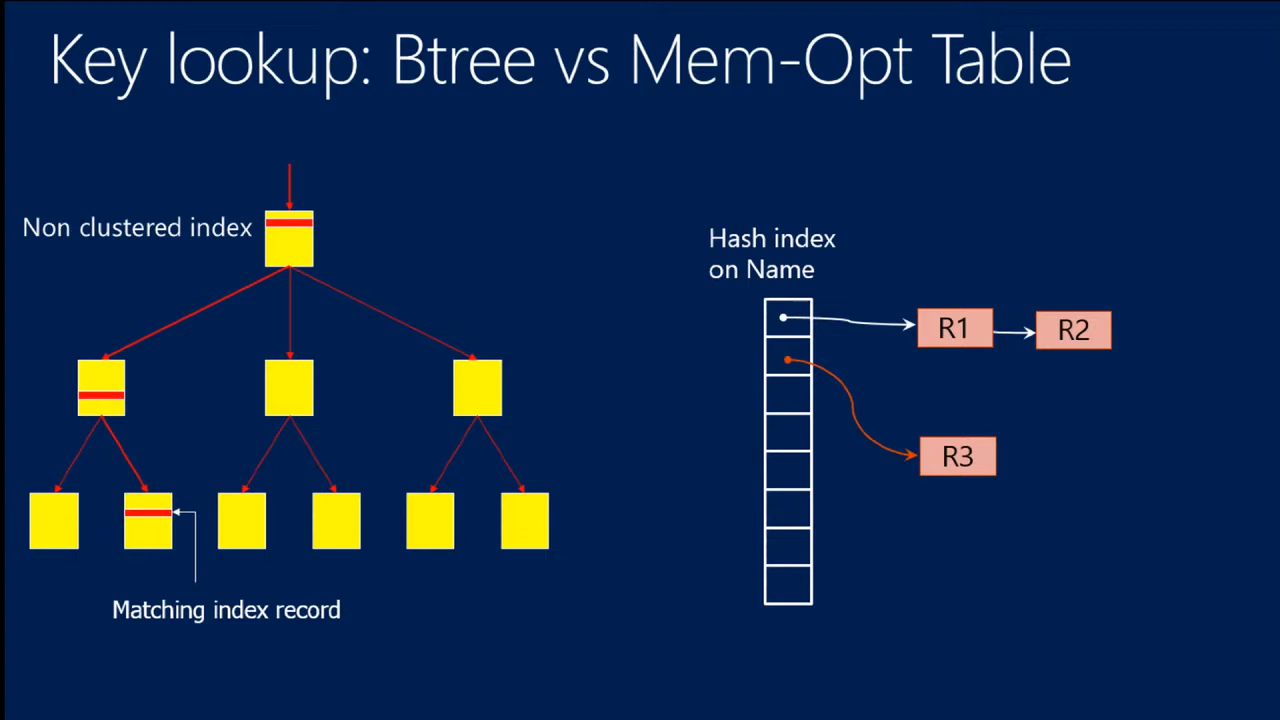 Key lookup: Btree vs Mem-Opt Table
Non clustered index
Matching index record
Hash index
on Name
R1
R2
R3